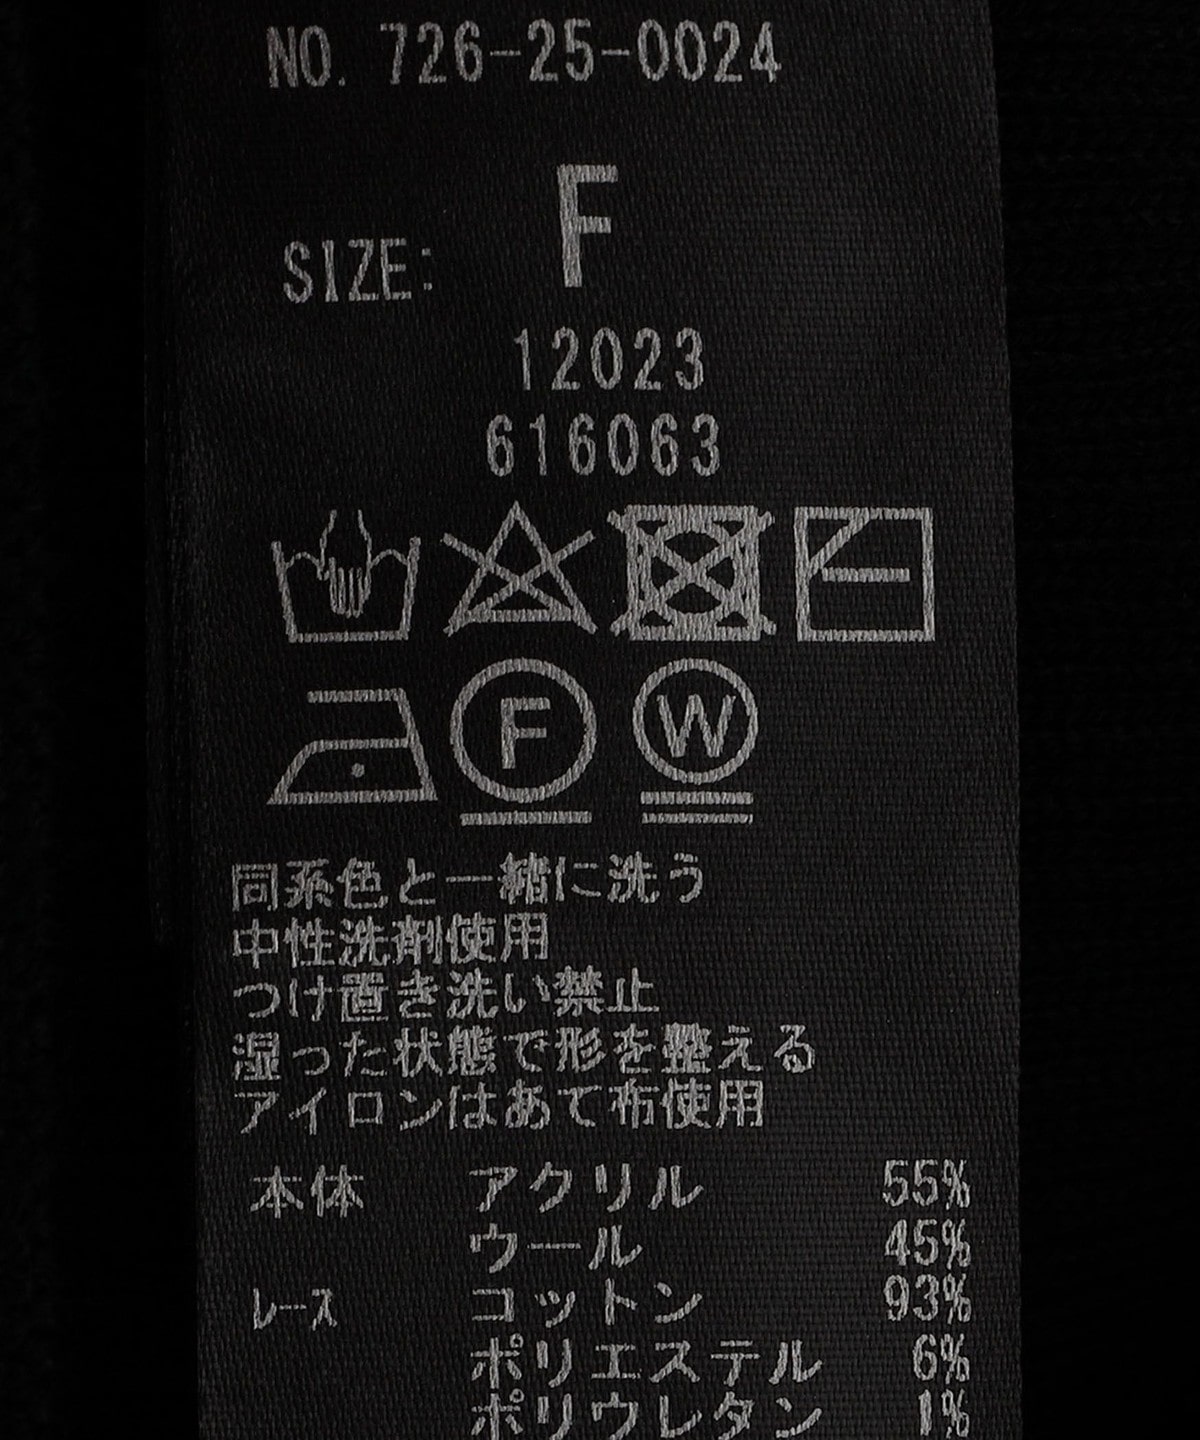 NO. 726-25-0024
SIZE: F
12023
616063
F W
同系色と一緒に洗う
中性洗剤使用
つけ置き洗い禁止
湿った状態で形を整える
アイロンはあて布使用
本体 アクリル 55%
ウール 45%
レース コットン 93%
ポリエステル 6%
ポリウレタン 1%